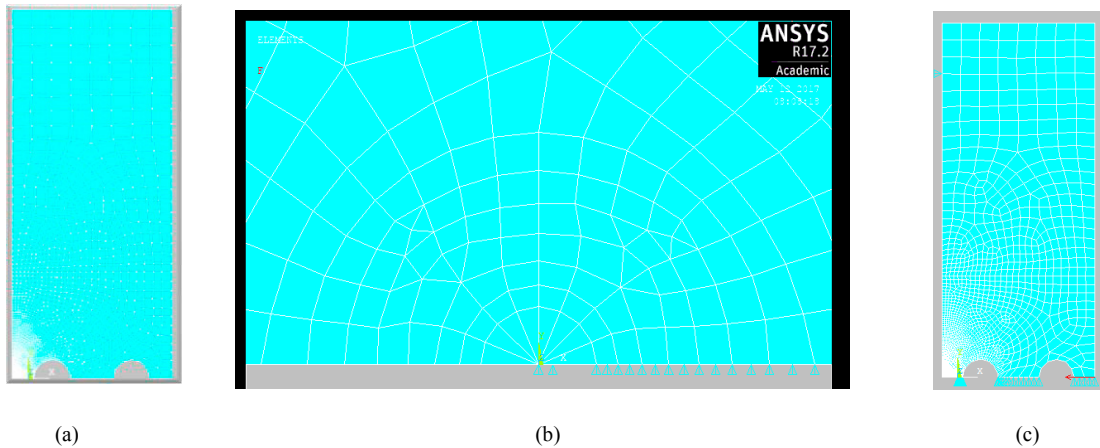 ELEMENTS
ANSYS
R17.2
Academic
X
X
X
(a)
(b)
(c)